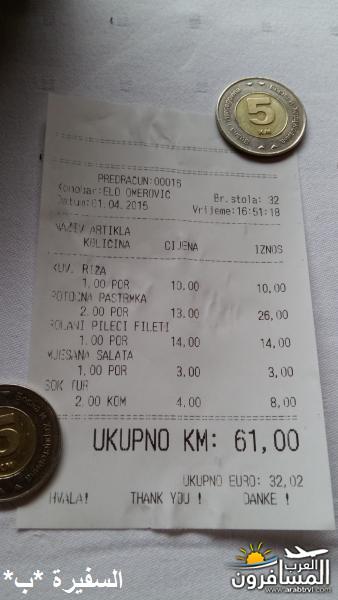 PREDRACUN:00016
Konobar:ELO OMEROVIC
Br.stola: 32
Datum:01.04.2015
Vrijeme:16:51:18
NAZIV ARTIKLA
KOLICINA CIJENA IZNOS
KUV. RIZA
1.00 POR 10.00 10,00
POTOCNA PASTRMKA
2.00 POR 13.00 26,00
ROLANI PILECI FILETI
1.00 POR 14,00 14,00
MJESANA SALATA
1.00 POR 3,00 3,00
SOK TUR
2.00 KOM 4.00 8,00
UKUPNO KM: 61,00
UKUPNO EURO: 32,02
HVALA! THANK YOU ! DANKE !
5
KM
5
العرب
المسافرون
www.arabtrvl.com
السفيرة *ب*